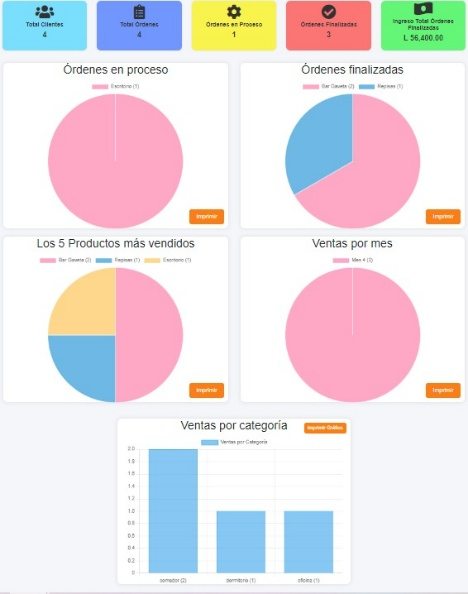 Total Clientes
4
Total Órdenes
4
Órdenes en Proceso
1
Órdenes Finalizadas
3
Ingreso Total Órdenes
Finalizadas
L 56,400.00
Órdenes en proceso
Escritorio (1)
Imprimir
Órdenes finalizadas
Bar Gaveta (2) Repisas (1)
Imprimir
Los 5 Productos más vendidos
Bar Gaveta (2) Repisas (1) Escritorio (1)
Imprimir
Ventas por mes
Mes 4 (3)
Imprimir
Ventas por categoría
Imprimir Gráfico
Ventas por Categoría
2.0
1.8
1.6
1.4
1.2
1.0
0.8
0.6
0.4
0.2
0
comedor (2) dormitorio (1) oficina (1)